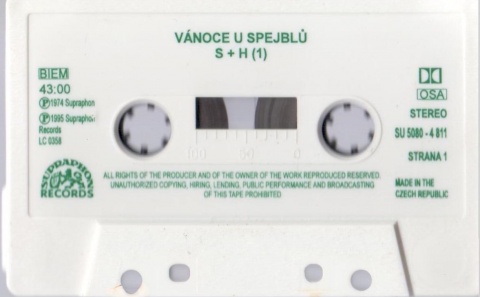 VÁNOCE U SPEJBLŮ
S + H (1)
BIEM
43:00
Ⓟ 1974 Supraphon
Ⓟ 1995 Supraphon
Records
LC 0358
OSA
STEREO
SU 5080 - 4 811
STRANA 1
100 50 0
SUPRAPHON
RECORDS
ALL RIGHTS OF THE PRODUCER AND OF THE OWNER OF THE WORK REPRODUCED RESERVED.
UNAUTHORIZED COPYING, HIRING, LENDING, PUBLIC PERFORMANCE AND BROADCASTING
OF THIS TAPE PROHIBITED
MADE IN THE
CZECH REPUBLIC